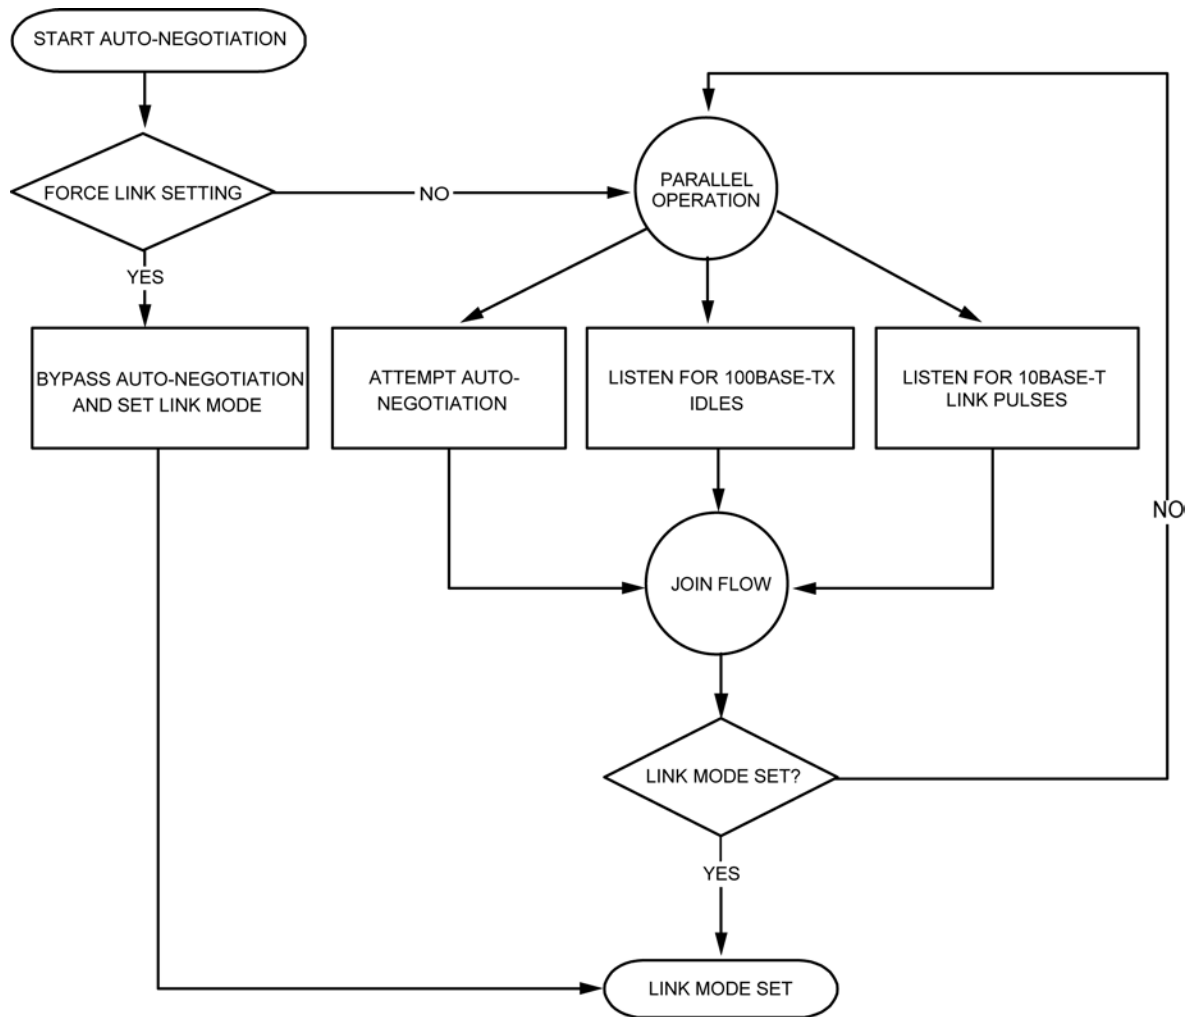 START AUTO-NEGOTIATION
FORCE LINK SETTING
NO
PARALLEL
OPERATION
YES
BYPASS AUTO-NEGOTIATION
AND SET LINK MODE
ATTEMPT AUTO-
NEGOTIATION
LISTEN FOR 100BASE-TX
IDLES
LISTEN FOR 10BASE-T
LINK PULSES
NO
JOIN FLOW
LINK MODE SET?
YES
LINK MODE SET